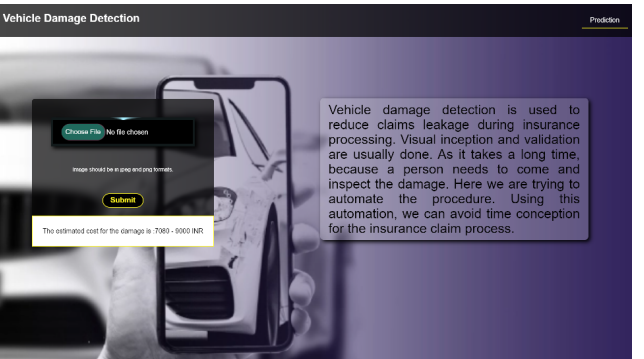 Vehicle Damage Detection
Prediction
Choose File No file chosen
Image should be in jpeg and png formats.
Submit
The estimated cost for the damage is :7080 - 9000 INR
Vehicle damage detection is used to
reduce claims leakage during insurance
processing. Visual inception and validation
are usually done. As it takes a long time,
because a person needs to come and
inspect the damage. Here we are trying to
automate the procedure. Using this
automation, we can avoid time conception
for the insurance claim process.